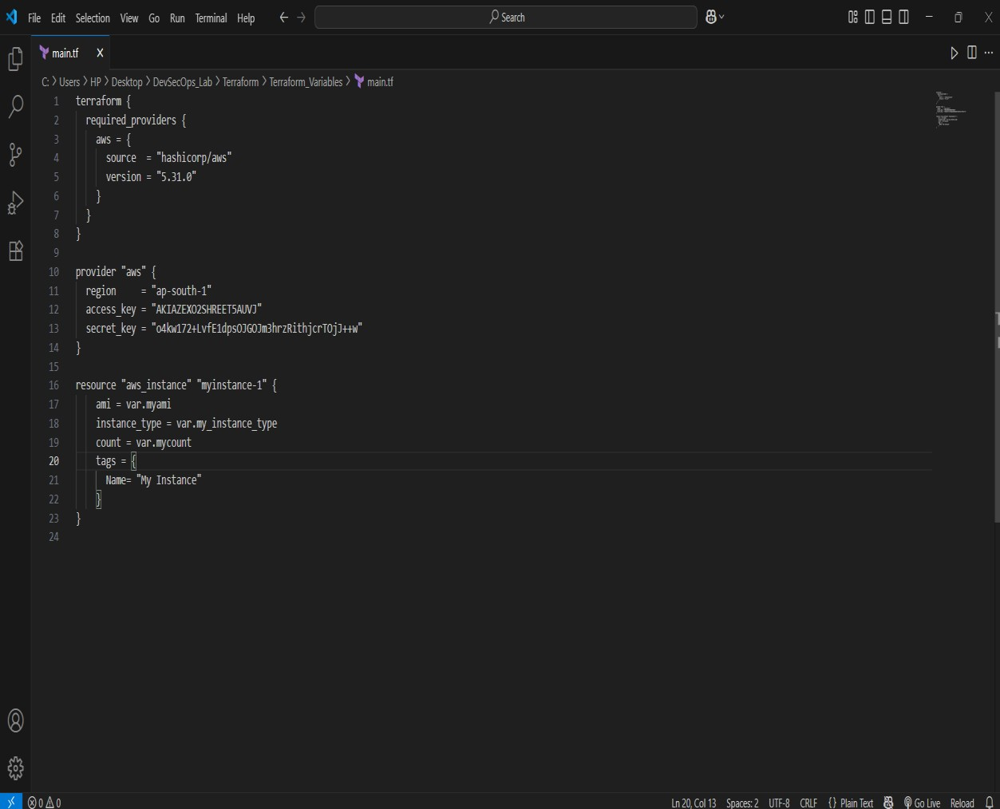 File Edit Selection View Go Run Terminal Help Search
main.tf
C: > Users > HP > Desktop > DevSecOps_Lab > Terraform > Terraform_Variables > main.tf
1 terraform {
2 required_providers {
3 aws = {
4 source = "hashicorp/aws"
5 version = "5.31.0"
6 }
7 }
8 }
9
10 provider "aws" {
11 region = "ap-south-1"
12 access_key = "AKIAZEXO2SHREET5AUVJ"
13 secret_key = "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"
14 }
15
16 resource "aws_instance" "myinstance-1" {
17 ami = var.myami
18 instance_type = var.my_instance_type
19 count = var.mycount
20 tags = {
21 Name= "My Instance"
22 }
23 }
24
0 0 Ln 20, Col 13 Spaces: 2 UTF-8 CRLF {} Plain Text Go Live Reload